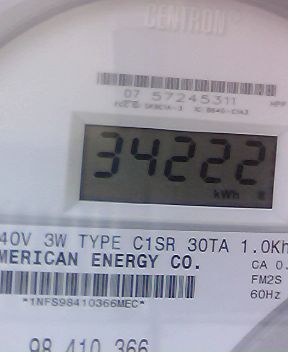 CENTRON®
07 57245311
34222
kWh
40V 3W TYPE C1SR 30TA 1.0Kh
MERICAN ENERGY CO.
CA 0.
FM2S
60Hz
*1NFS98410366MEC*
98 410 366